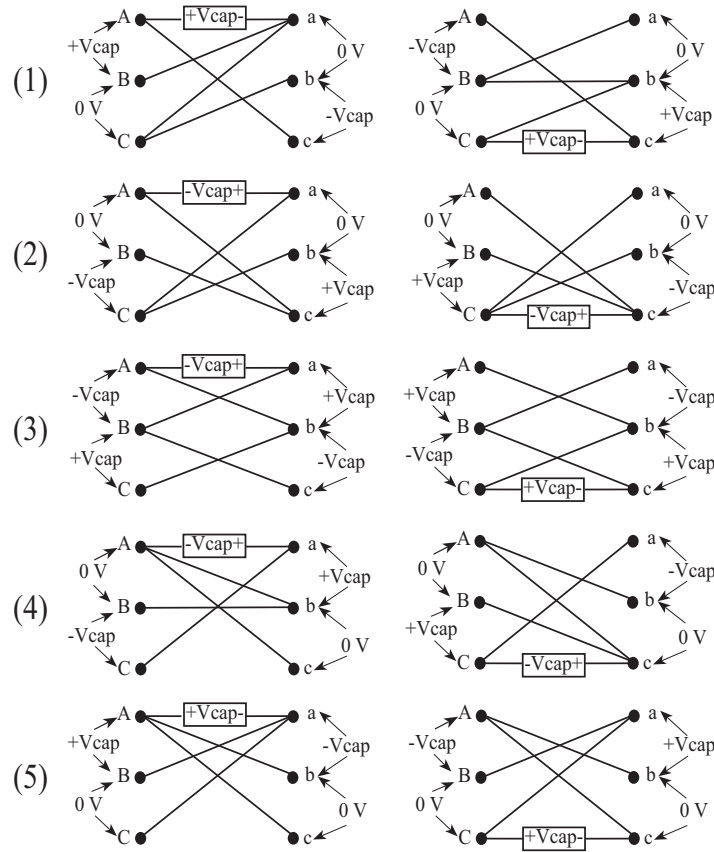 A +Vcap- a A a
+Vcap 0 V -Vcap 0 V
(1) B b B b
0 V -Vcap 0 V +Vcap
C c C +Vcap- c
A -Vcap+ a A a
0 V 0 V 0 V 0 V
(2) B b B b
-Vcap +Vcap +Vcap -Vcap
C c C -Vcap+ c
A -Vcap+ a A a
-Vcap +Vcap +Vcap -Vcap
(3) B b B b
+Vcap -Vcap -Vcap +Vcap
C c C +Vcap- c
A -Vcap+ a A a
0 V +Vcap 0 V -Vcap
(4) B b B b
-Vcap 0 V +Vcap 0 V
C c C -Vcap+ c
A +Vcap- a A a
+Vcap -Vcap -Vcap +Vcap
(5) B b B b
0 V 0 V 0 V 0 V
C c C +Vcap- c